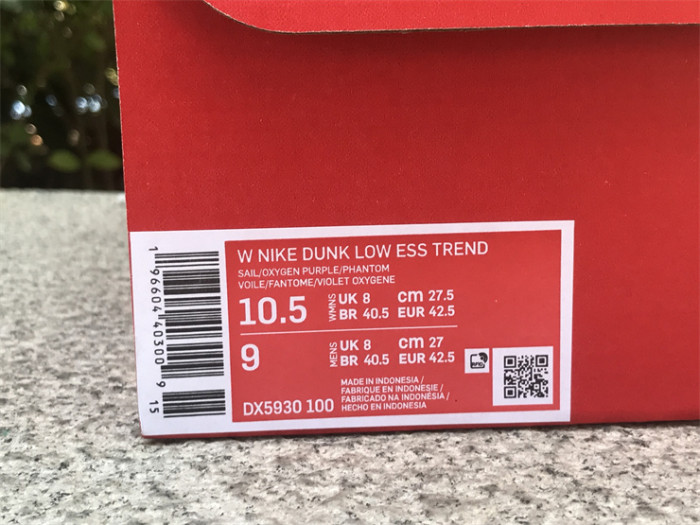 W NIKE DUNK LOW ESS TREND
SAIL/OXYGEN PURPLE/PHANTOM
VOILE/FANTOME/VIOLET OXYGENE
10.5 WMNS UK 8 cm 27.5
BR 40.5 EUR 42.5
9 MENS UK 8 cm 27
BR 40.5 EUR 42.5
DX5930 100
MADE IN INDONESIA /
FABRIQUE EN INDONESIE /
FABRICADO NA INDONÉSIA /
HECHO EN INDONESIA
1 96604 40300 9 15